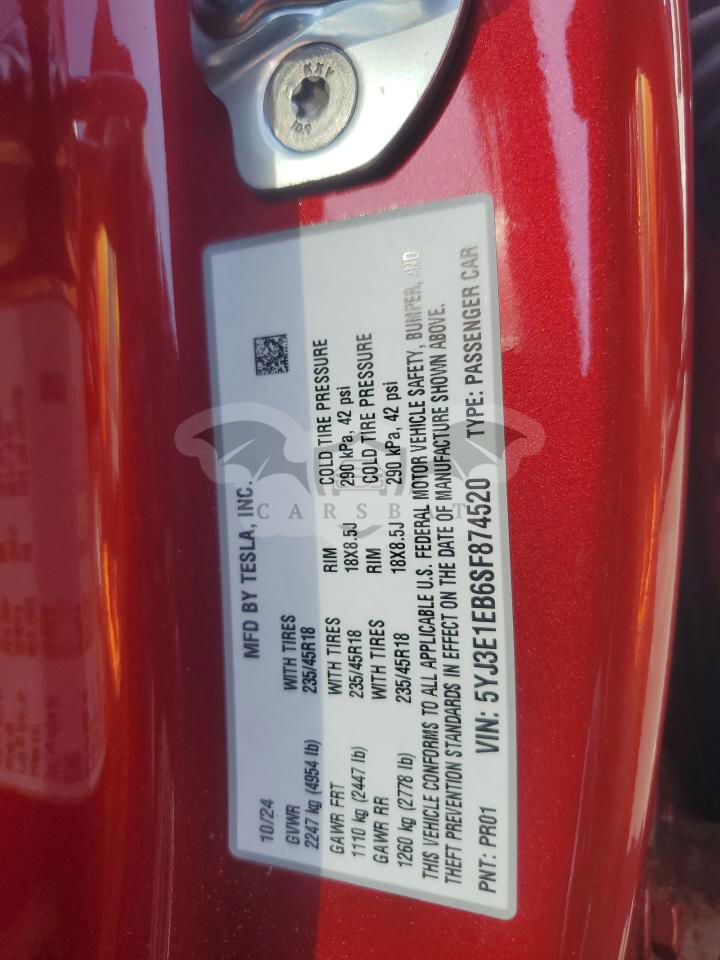 10/24
MFD BY TESLA, INC.
GVWR
2247 kg (4954 lb)
WITH TIRES
235/45R18
RIM
18X8.5J
COLD TIRE PRESSURE
290 kPa, 42 psi
GAWR FRT
1110 kg (2447 lb)
WITH TIRES
235/45R18
RIM
18X8.5J
COLD TIRE PRESSURE
290 kPa, 42 psi
GAWR RR
1260 kg (2778 lb)
WITH TIRES
235/45R18
THIS VEHICLE CONFORMS TO ALL APPLICABLE U.S. FEDERAL MOTOR VEHICLE SAFETY, BUMPER, AND
THEFT PREVENTION STANDARDS IN EFFECT ON THE DATE OF MANUFACTURE SHOWN ABOVE.
PNT: PR01 VIN: 5YJ3E1EB6SF874520 TYPE: PASSENGER CAR